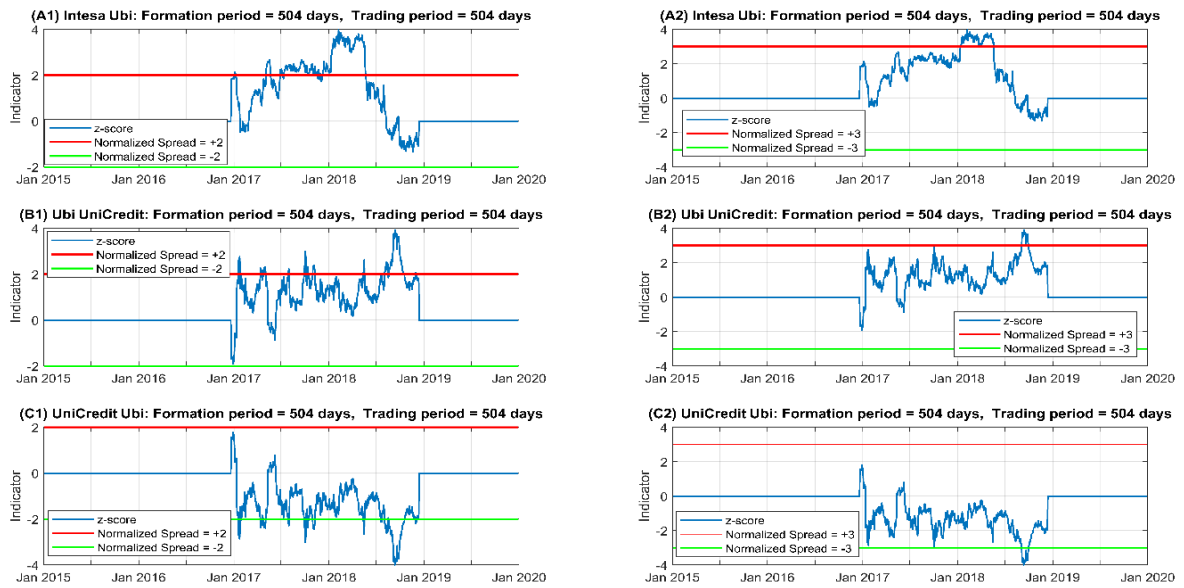 (A1) Intesa Ubi: Formation period = 504 days, Trading period = 504 days
4
2
0
-2
Indicator
z-score
Normalized Spread = +2
Normalized Spread = -2
Jan 2015 Jan 2016 Jan 2017 Jan 2018 Jan 2019 Jan 2020
(A2) Intesa Ubi: Formation period = 504 days, Trading period = 504 days
4
2
0
-2
-4
Indicator
z-score
Normalized Spread = +3
Normalized Spread = -3
Jan 2015 Jan 2016 Jan 2017 Jan 2018 Jan 2019 Jan 2020
(B1) Ubi UniCredit: Formation period = 504 days, Trading period = 504 days
4
2
0
-2
Indicator
z-score
Normalized Spread = +2
Normalized Spread = -2
Jan 2015 Jan 2016 Jan 2017 Jan 2018 Jan 2019 Jan 2020
(B2) Ubi UniCredit: Formation period = 504 days, Trading period = 504 days
4
2
0
-2
-4
Indicator
z-score
Normalized Spread = +3
Normalized Spread = -3
Jan 2015 Jan 2016 Jan 2017 Jan 2018 Jan 2019 Jan 2020
(C1) UniCredit Ubi: Formation period = 504 days, Trading period = 504 days
2
0
-2
-4
Indicator
z-score
Normalized Spread = +2
Normalized Spread = -2
Jan 2015 Jan 2016 Jan 2017 Jan 2018 Jan 2019 Jan 2020
(C2) UniCredit Ubi: Formation period = 504 days, Trading period = 504 days
4
2
0
-2
-4
Indicator
z-score
Normalized Spread = +3
Normalized Spread = -3
Jan 2015 Jan 2016 Jan 2017 Jan 2018 Jan 2019 Jan 2020